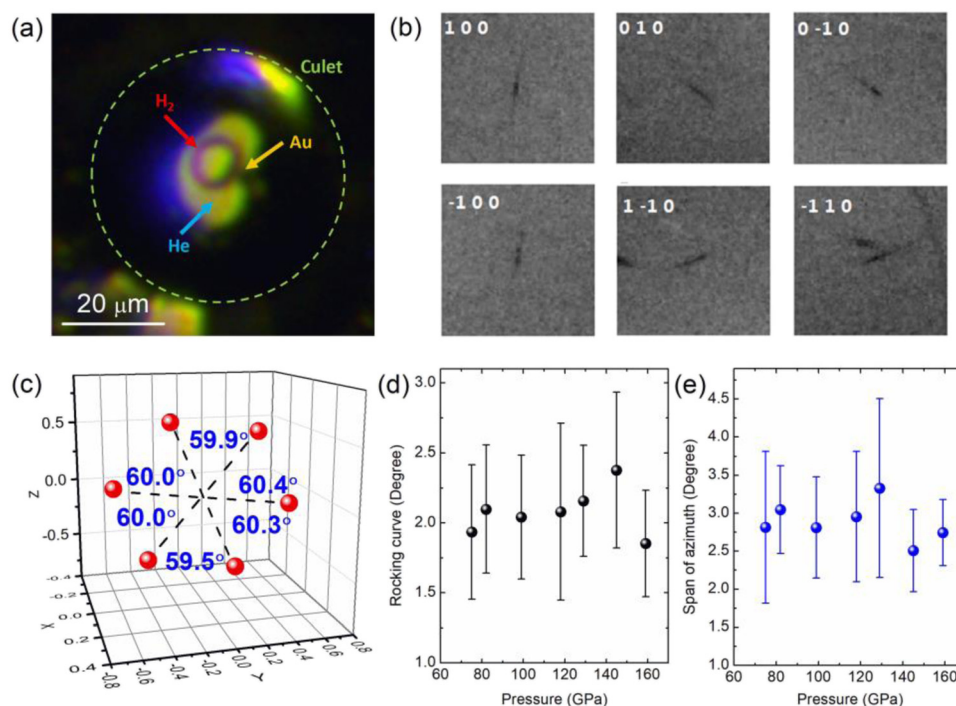 (a)
Culet
H₂
Au
He
20 μm
(b)
1 0 0
0 1 0
0 -1 0
-1 0 0
1 -1 0
-1 1 0
(c)
0.5
0.0
-0.5
Z
59.9°
60.0°
60.4°
60.0°
60.3°
59.5°
-0.4
-0.2
0.0
0.2
0.4
X
-0.8
-0.6
-0.4
-0.2
0.0
0.2
0.4
0.6
0.8
Y
(d)
3.0
2.5
2.0
1.5
1.0
Rocking curve (Degree)
60 80 100 120 140 160
Pressure (GPa)
(e)
4.5
4.0
3.5
3.0
2.5
2.0
1.5
1.0
Span of azimuth (Degree)
60 80 100 120 140 160
Pressure (GPa)